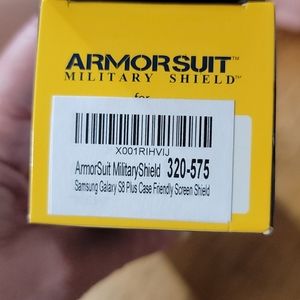 ARMORSUIT™
MILITARY SHIELD™
for
X001RIHVIJ
ArmorSuit MilitaryShield 320-575
Samsung Galaxy S8 Plus Case Friendly Screen Shield